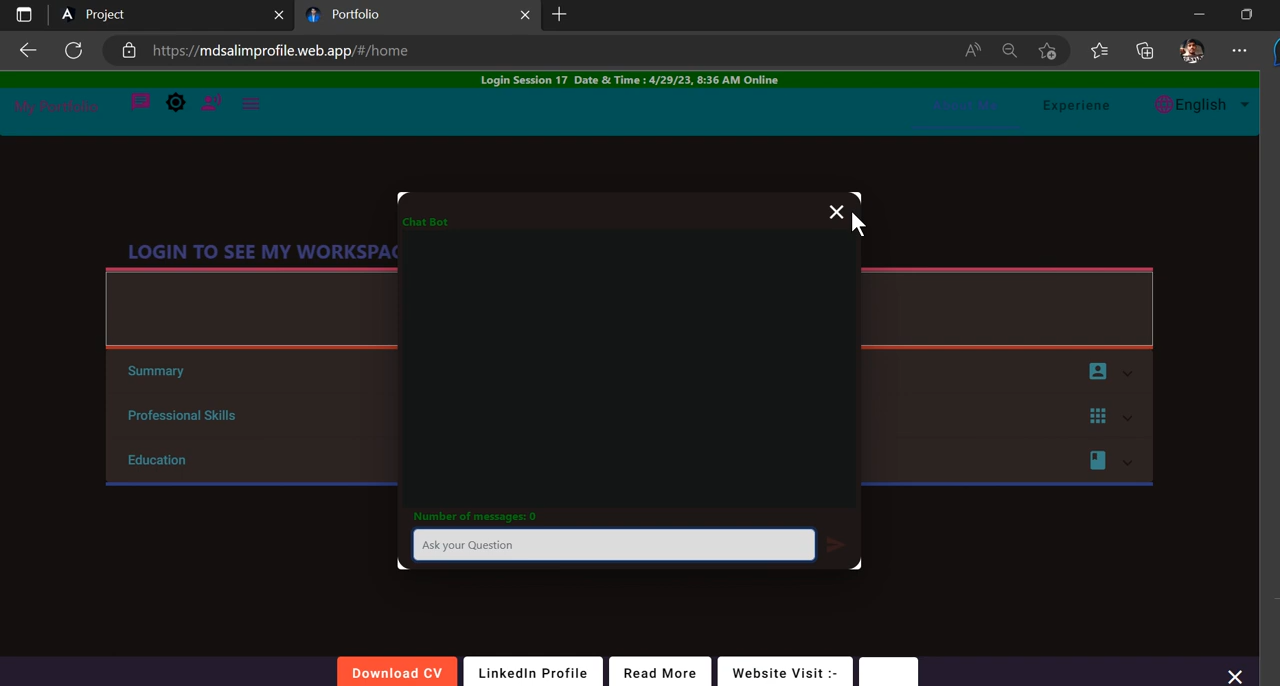 Project
Portfolio
https://mdsalimprofile.web.app/#/home
Login Session 17 Date & Time : 4/29/23, 8:36 AM Online
My Portfolio
About Me
Experiene
English
Chat Bot
LOGIN TO SEE MY WORKSPAC
Summary
Professional Skills
Education
Number of messages: 0
Ask your Question
Download CV
LinkedIn Profile
Read More
Website Visit :-